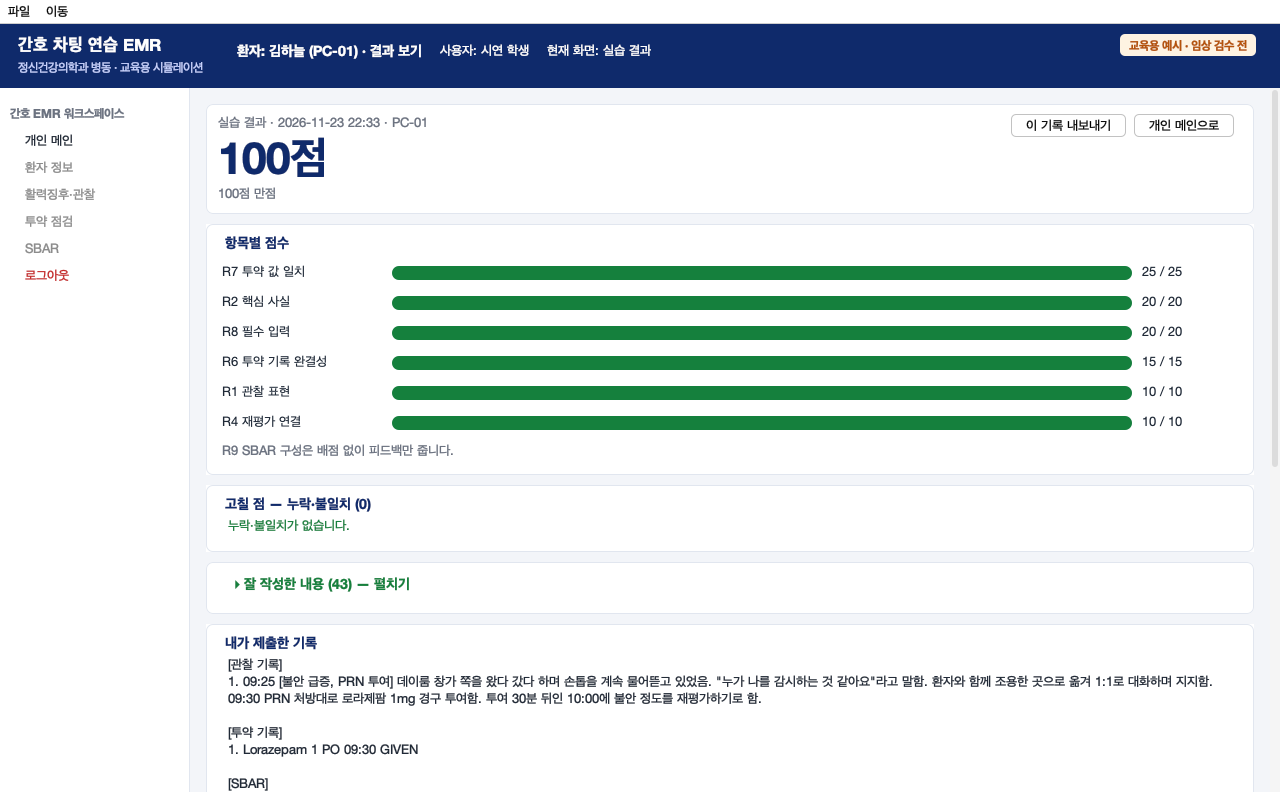 파일 이동
간호 차팅 연습 EMR
정신건강의학과 병동 · 교육용 시뮬레이션
환자: 김하늘 (PC-01) · 결과 보기 사용자: 시연 학생 현재 화면: 실습 결과
교육용 예시 · 임상 검수 전
간호 EMR 워크스페이스
개인 메인
환자 정보
활력징후·관찰
투약 점검
SBAR
로그아웃
실습 결과 · 2026-11-23 22:33 · PC-01
100점
100점 만점
이 기록 내보내기
개인 메인으로
항목별 점수
R7 투약 값 일치 25 / 25
R2 핵심 사실 20 / 20
R8 필수 입력 20 / 20
R6 투약 기록 완결성 15 / 15
R1 관찰 표현 10 / 10
R4 재평가 연결 10 / 10
R9 SBAR 구성은 배점 없이 피드백만 줍니다.
고칠 점 — 누락·불일치 (0)
누락·불일치가 없습니다.
잘 작성한 내용 (43) — 펼치기
내가 제출한 기록
[관찰 기록]
1. 09:25 [불안 급증, PRN 투여] 데이룸 창가 쪽을 왔다 갔다 하며 손톱을 계속 물어뜯고 있었음. "누가 나를 감시하는 것 같아요"라고 말함. 환자와 함께 조용한 곳으로 옮겨 1:1로 대화하며 지지함.
09:30 PRN 처방대로 로라제팜 1mg 경구 투여함. 투여 30분 뒤인 10:00에 불안 정도를 재평가하기로 함.
[투약 기록]
1. Lorazepam 1 PO 09:30 GIVEN
[SBAR]